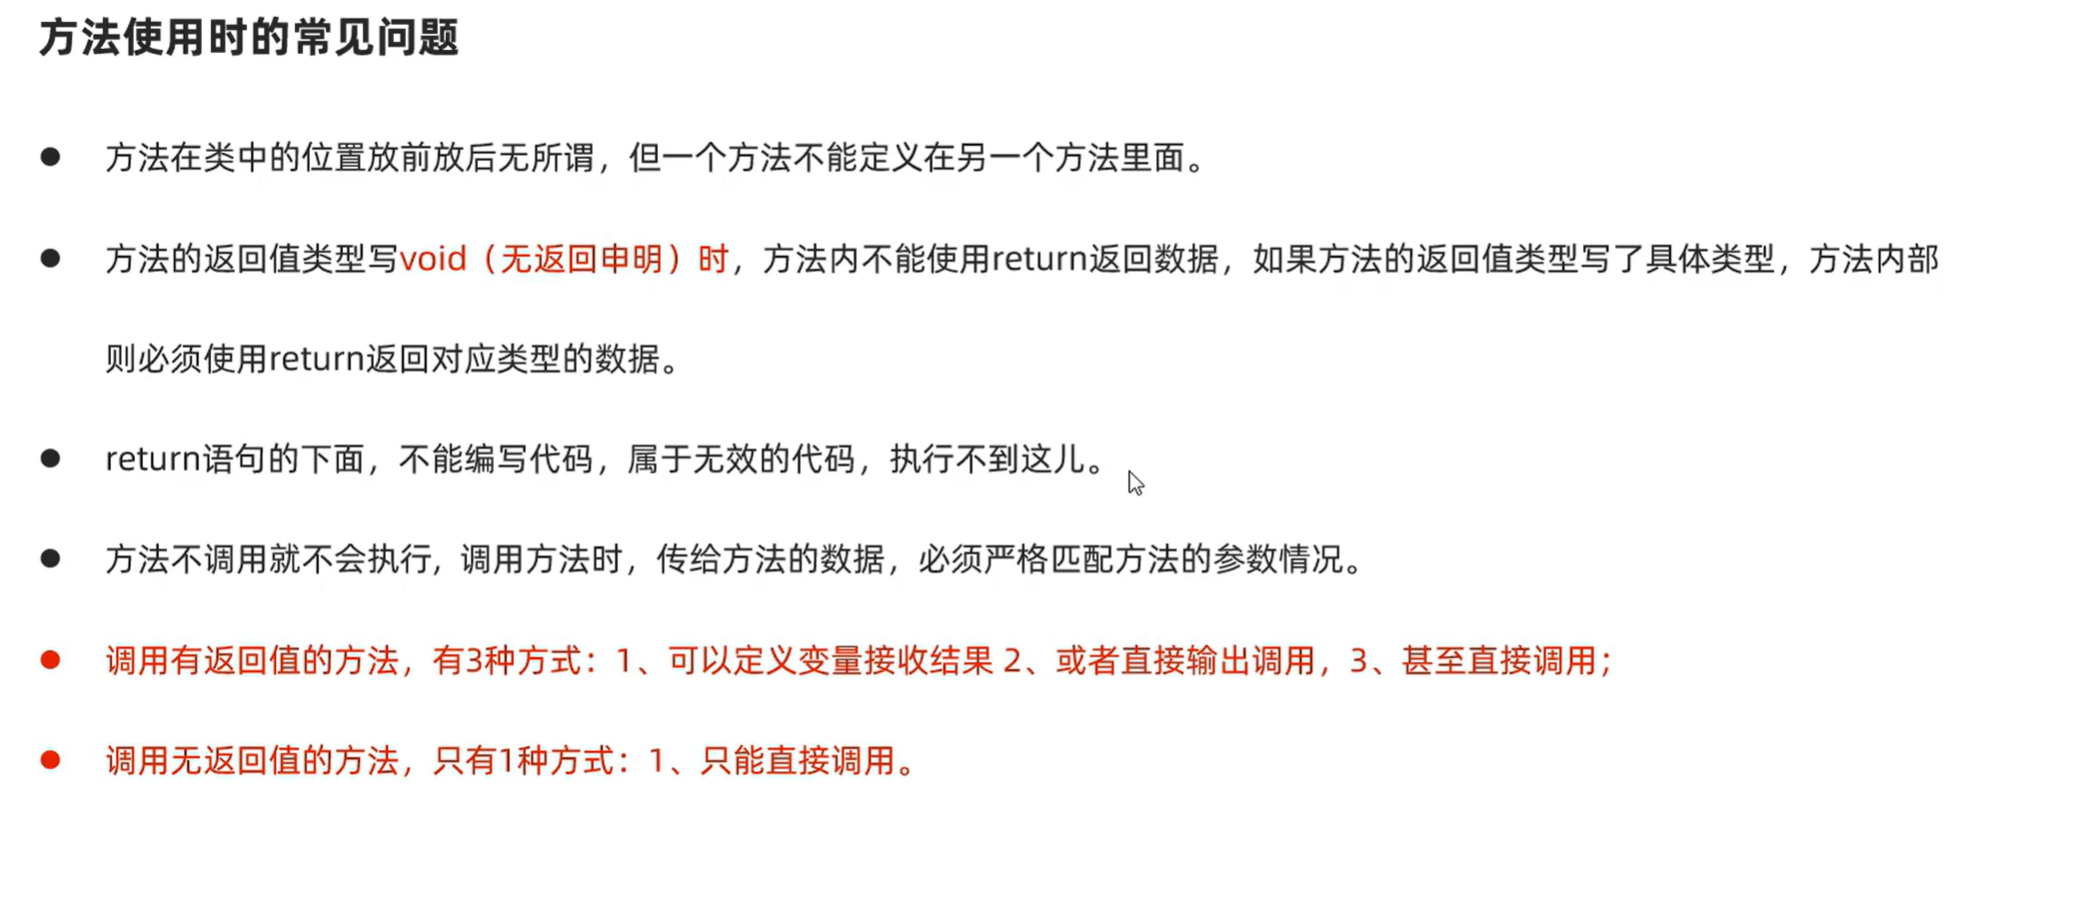 方法使用时的常见问题
● 方法在类中的位置放前放后无所谓，但一个方法不能定义在另一个方法里面。
● 方法的返回值类型写void（无返回申明）时，方法内不能使用return返回数据，如果方法的返回值类型写了具体类型，方法内部
则必须使用return返回对应类型的数据。
● return语句的下面，不能编写代码，属于无效的代码，执行不到这儿。
● 方法不调用就不会执行, 调用方法时，传给方法的数据，必须严格匹配方法的参数情况。
● 调用有返回值的方法，有3种方式：1、可以定义变量接收结果 2、或者直接输出调用，3、甚至直接调用；
● 调用无返回值的方法，只有1种方式：1、只能直接调用。